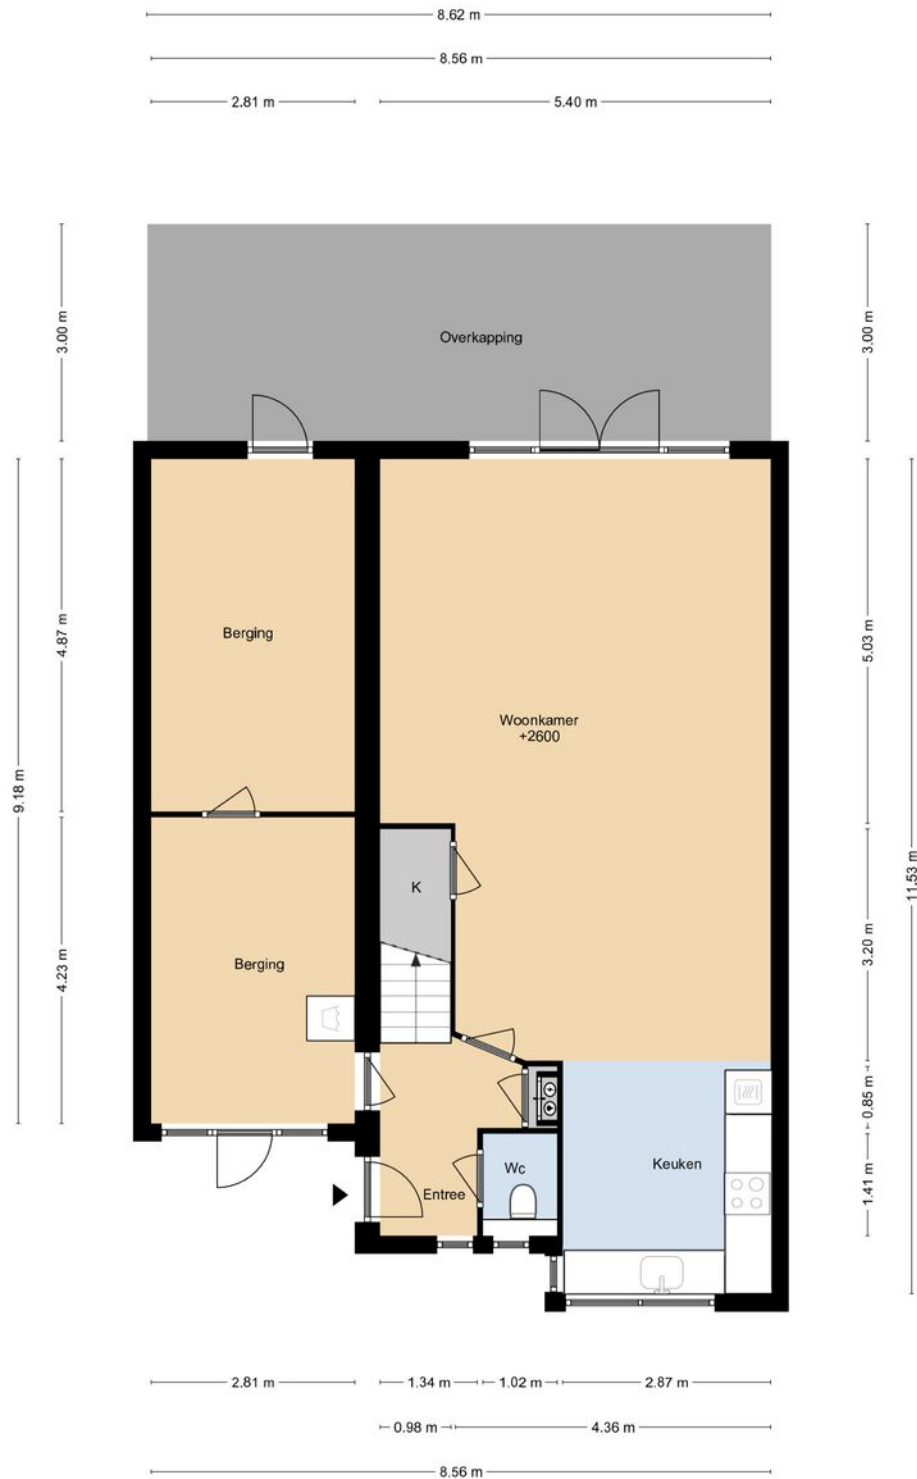 8.62 m
8.56 m
2.81 m
5.40 m
3.00 m
3.00 m
Overkapping
4.87 m
5.03 m
Berging
Woonkamer
+2600
9.18 m
11.53 m
K
4.23 m
3.20 m
Berging
0.85 m
1.41 m
Wc
Keuken
Entree
2.81 m
1.34 m
1.02 m
2.87 m
0.98 m
4.36 m
8.56 m